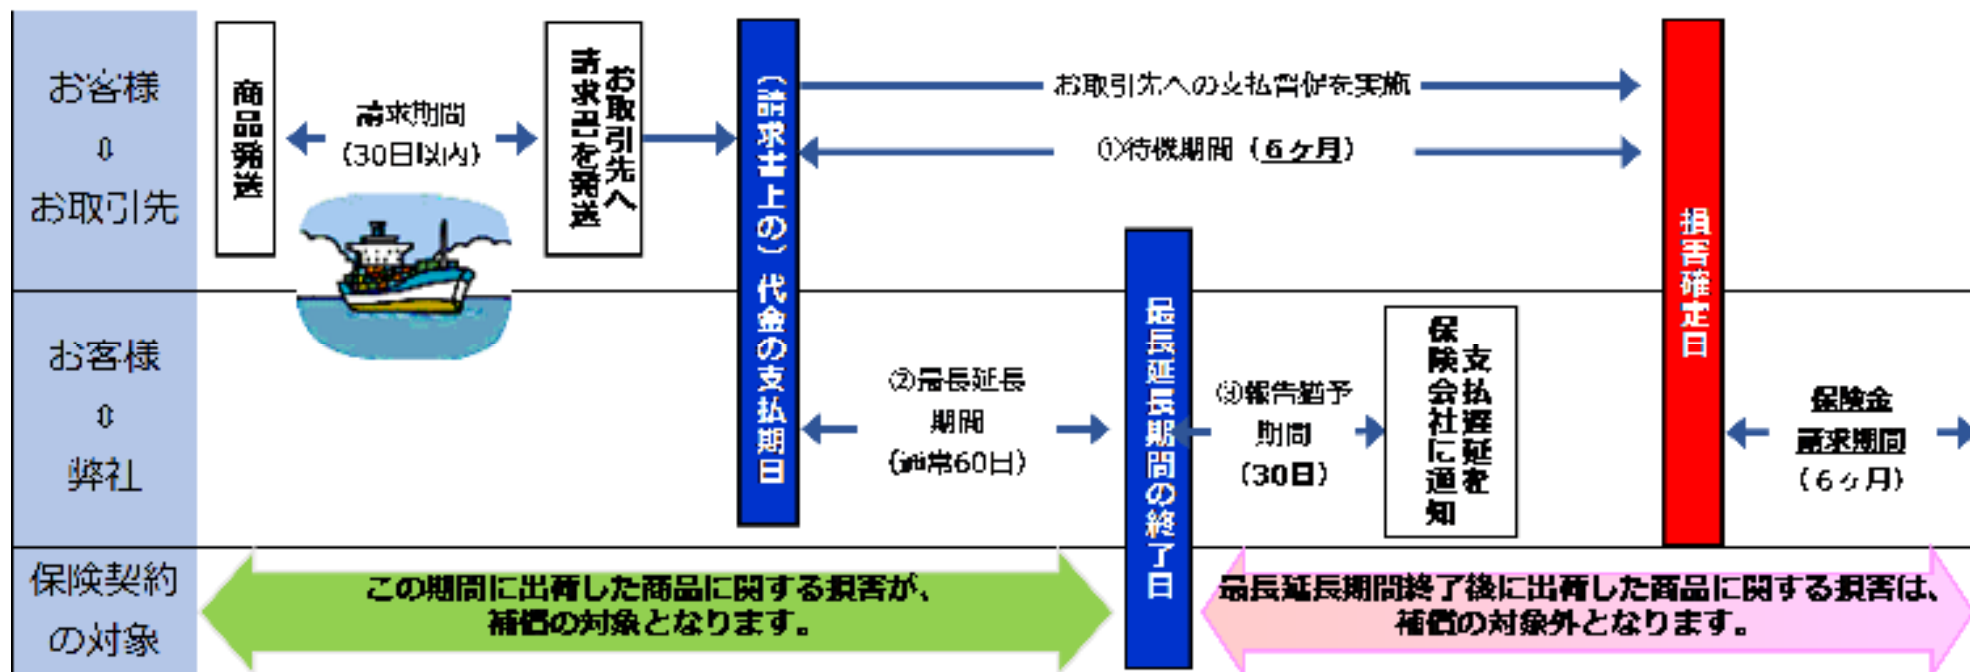 お客様
⇕
お取引先
商品発送
請求期間
（30日以内）
お取引先へ
請求書を発送
（請求書上の）代金の支払期日
お取引先への支払督促を実施
①待機期間（6ヶ月）
損害確定日
お客様
⇕
弊社
②最長延長
期間
（通常60日）
最長延長期間の終了日
③報告猶予
期間
（30日）
支払遅延を
保険会社に通知
保険金
請求期間
（6ヶ月）
保険契約
の対象
この期間に出荷した商品に関する損害が、
補償の対象となります。
最長延長期間終了後に出荷した商品に関する損害は、
補償の対象外となります。